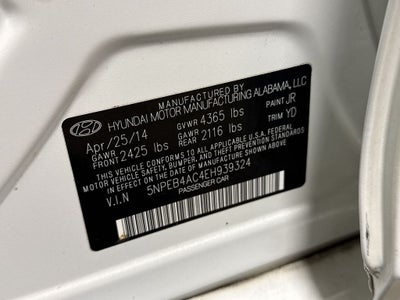 MANUFACTURED BY
HYUNDAI MOTOR MANUFACTURING ALABAMA, LLC
Apr/25/14 GVWR 4365 lbs PAINT JR
GAWR FRONT 2425 lbs GAWR REAR 2116 lbs TRIM YD
THIS VEHICLE CONFORMS TO ALL APPLICABLE U.S.A FEDERAL
MOTOR VEHICLE SAFETY, BUMPER, AND THEFT PREVENTION
STANDARDS IN EFFECT ON THE DATE OF MANUFACTURE
SHOWN ABOVE.
V.I.N 5NPEB4AC4EH939324
PASSENGER CAR